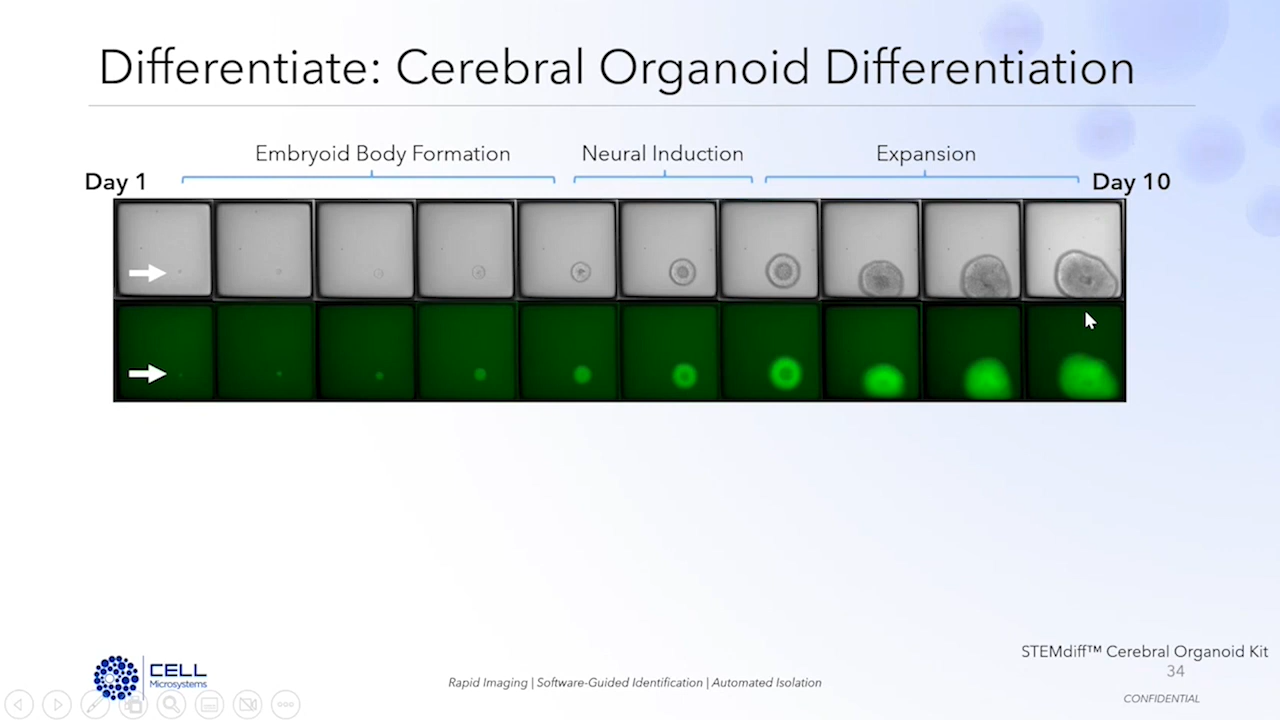 Differentiate: Cerebral Organoid Differentiation
Embryoid Body Formation
Neural Induction
Expansion
Day 1
Day 10
STEMdiff™ Cerebral Organoid Kit
34
CELL
Microsystems
Rapid Imaging | Software-Guided Identification | Automated Isolation
CONFIDENTIAL